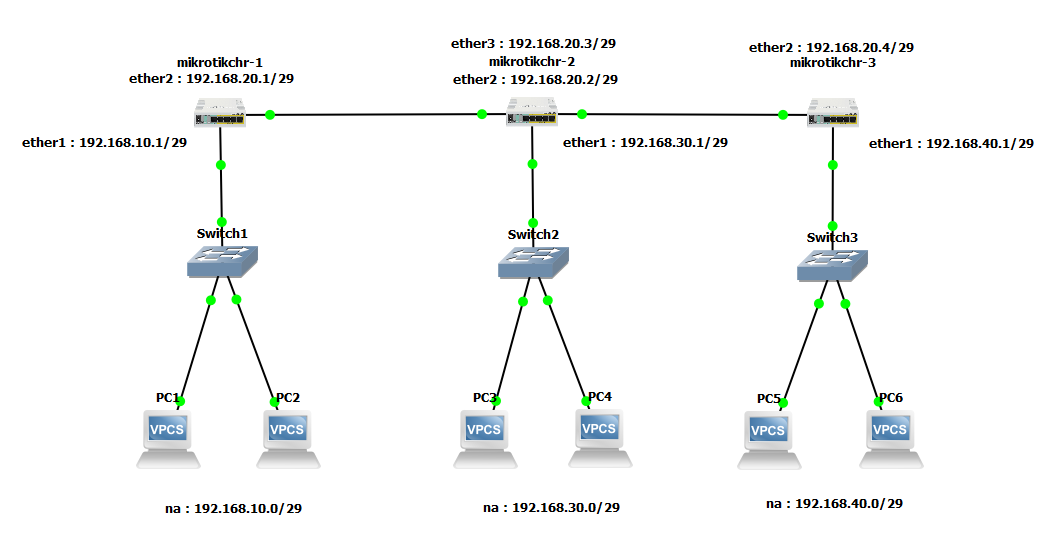 ether3 : 192.168.20.3/29
mikrotikchr-1
mikrotikchr-2
ether2 : 192.168.20.4/29
mikrotikchr-3
ether2 : 192.168.20.1/29
ether2 : 192.168.20.2/29
ether1 : 192.168.10.1/29
ether1 : 192.168.30.1/29
ether1 : 192.168.40.1/29
Switch1
Switch2
Switch3
PC1
PC2
PC3
PC4
PC5
PC6
VPCS
VPCS
VPCS
VPCS
VPCS
VPCS
na : 192.168.10.0/29
na : 192.168.30.0/29
na : 192.168.40.0/29